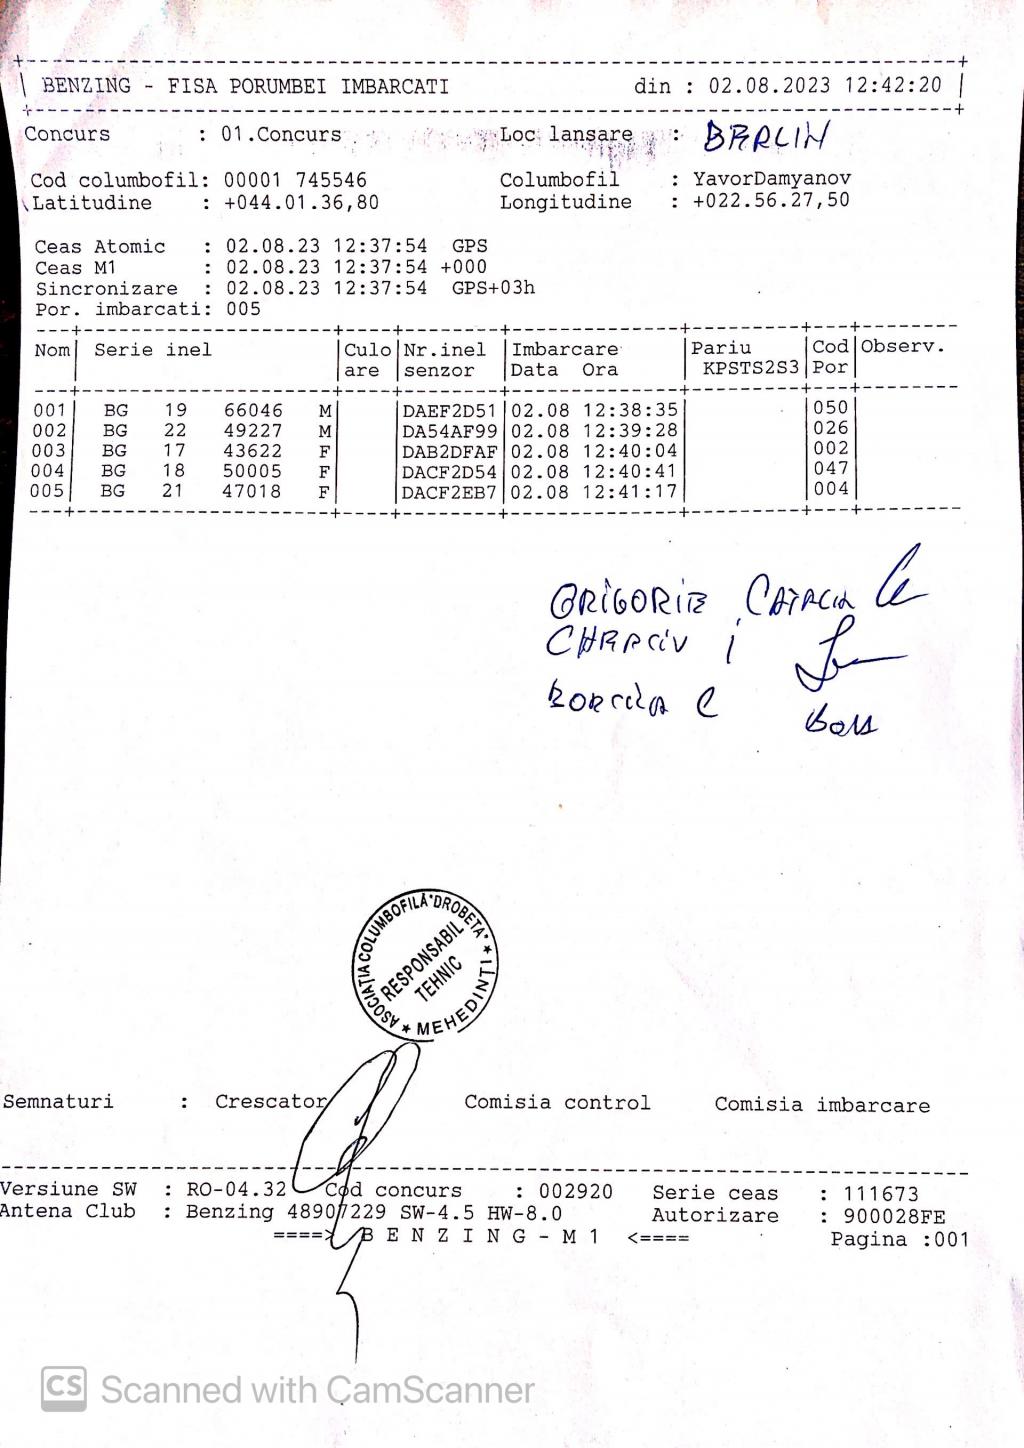 BENZING - FISA PORUMBEI IMBARCATI din : 02.08.2023 12:42:20
Concurs : 01.Concurs Loc lansare : BERLIN
Cod columbofil: 00001 745546 Columbofil : YavorDamyanov
Latitudine : +044.01.36,80 Longitudine : +022.56.27,50
Ceas Atomic : 02.08.23 12:37:54 GPS
Ceas M1 : 02.08.23 12:37:54 +000
Sincronizare : 02.08.23 12:37:54 GPS+03h
Por. imbarcati: 005
Nom Serie inel Culo Nr.inel Imbarcare Pariu Cod Observ.
are senzor Data Ora KPSTS2S3 Por
001 BG 19 66046 M DAEF2D51 02.08 12:38:35 050
002 BG 22 49227 M DA54AF99 02.08 12:39:28 026
003 BG 17 43622 F DAB2DFAF 02.08 12:40:04 002
004 BG 18 50005 F DACF2D54 02.08 12:40:41 047
005 BG 21 47018 F DACF2EB7 02.08 12:41:17 004
GRIGORIE
I
C
ASOCIAŢIA COLUMBOFILĂ "DROBETA"
RESPONSABIL
TEHNIC
* MEHEDINŢI *
Semnaturi : Crescator Comisia control Comisia imbarcare
Versiune SW : RO-04.32 Cod concurs : 002920 Serie ceas : 111673
Antena Club : Benzing 48907229 SW-4.5 HW-8.0 Autorizare : 900028FE
====> B E N Z I N G - M 1 <==== Pagina :001
CS Scanned with CamScanner